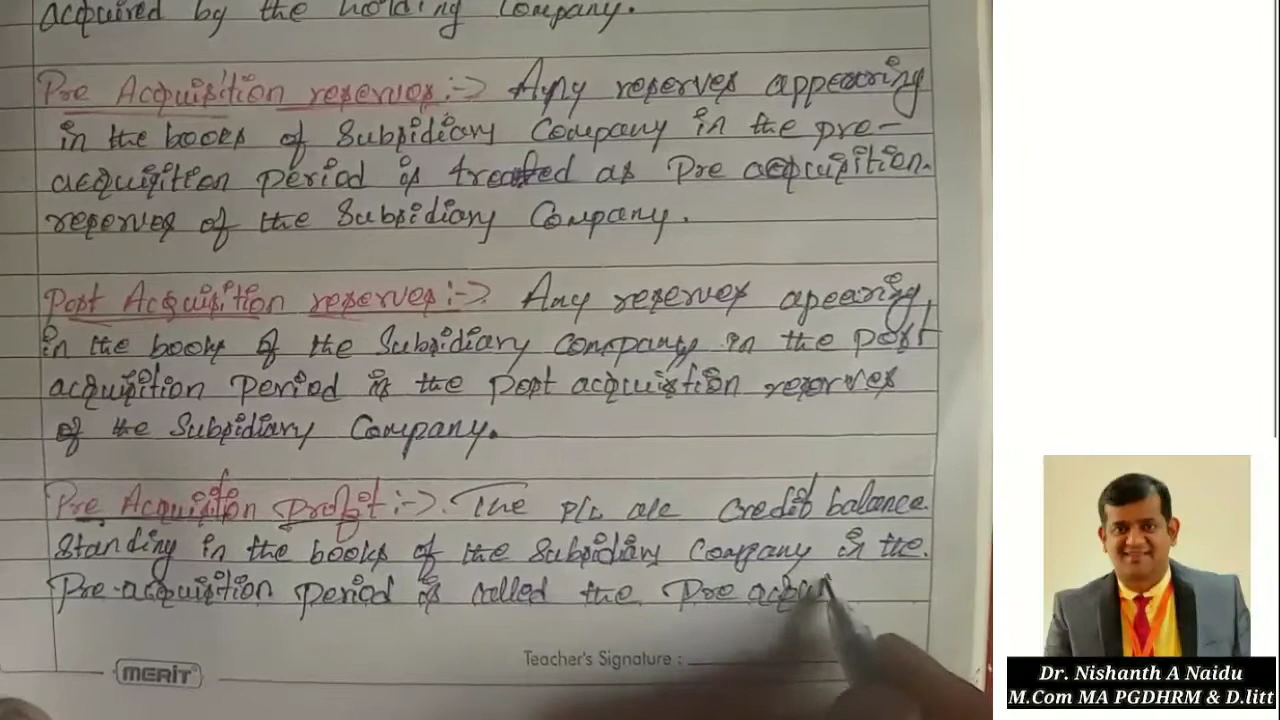 acquired by the holding Company.
Pre Acquisition reserves :-> Any reserves appearing
in the books of Subsidiary Company in the pre-
acquisition period is treated as Pre acquisition.
reserves of the Subsidiary Company.
Post Acquisition reserves :->. Any reserves apearing
in the books of the Subsidiary company in the post
acquisition period is the post acquistion reserves
of the Subsidiary Company.
Pre Acquisition profit :->. The P/L a/c credit balance.
standing in the books of the Subsidiary Company in the.
Pre-acquisition period is called the Pre acqui
Teacher's Signature :
MERIT
Dr. Nishanth A Naidu
M.Com MA PGDHRM & D.litt